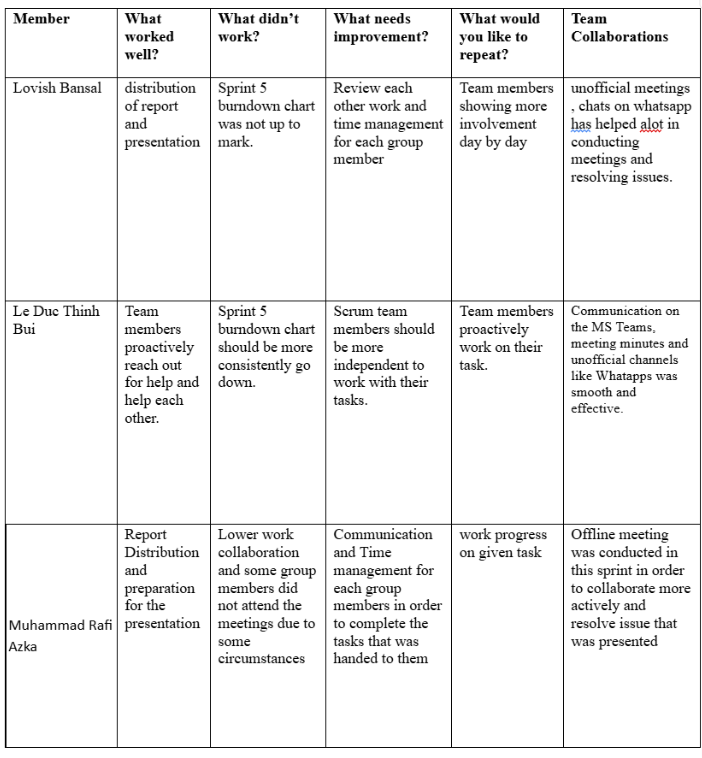 Member
What
worked
well?
What didn't
work?
What needs
improvement?
What would
you like to
repeat?
Team
Collaborations
Lovish Bansal
distribution
of report
and
presentation
Sprint 5
burndown chart
was not up to
mark.
Review each
other work and
time management
for each group
member
Team members
showing more
involvement
day by day
unofficial meetings
, chats on whatsapp
has helped alot in
conducting
meetings and
resolving issues.
Le Duc Thinh
Bui
Team
members
proactively
reach out
for help and
help each
other.
Sprint 5
burndown chart
should be more
consistently go
down.
Scrum team
members should
be more
independent to
work with their
tasks.
Team members
proactively
work on their
task.
Communication on
the MS Teams,
meeting minutes and
unofficial channels
like Whatapps was
smooth and
effective.
Muhammad Rafi
Azka
Report
Distribution
and
preparation
for the
presentation
Lower work
collaboration
and some group
members did
not attend the
meetings due to
some
circumstances
Communication
and Time
management for
each group
members in order
to complete the
tasks that was
handed to them
work progress
on given task
Offline meeting
was conducted in
this sprint in order
to collaborate more
actively and
resolve issue that
was presented